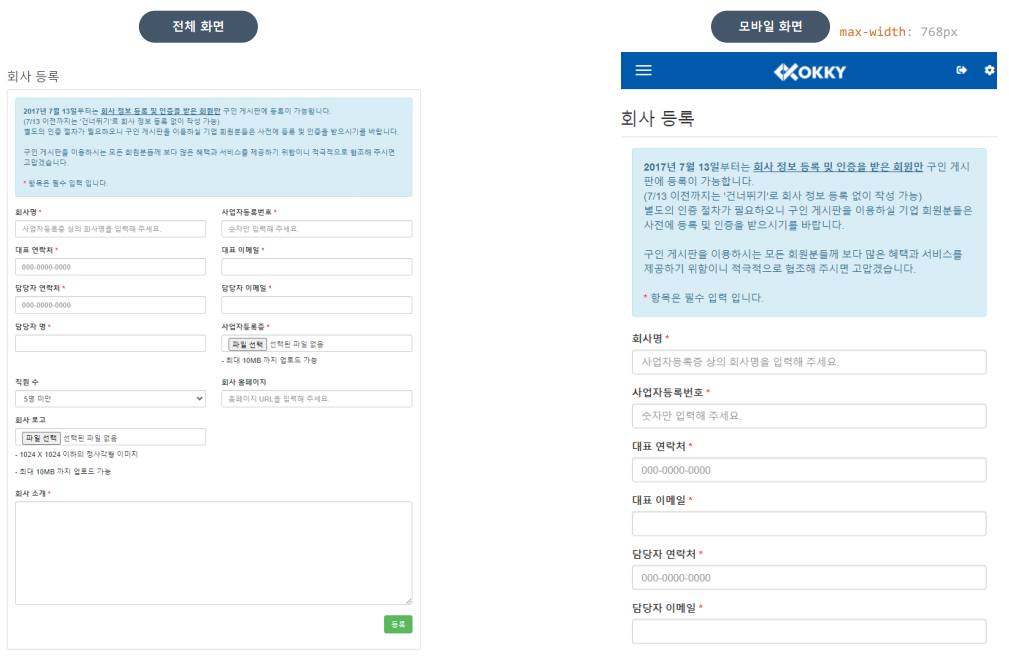 전체 화면
회사 등록
2017년 7월 13일부터는 회사 정보 등록 및 인증을 받은 회원만 구인 게시판에 등록이 가능합니다.
(7/13 이전까지는 '건너뛰기'로 회사 정보 등록 없이 작성 가능)
별도의 인증 절차가 필요하오니 구인 게시판을 이용하실 기업 회원분들은 사전에 등록 및 인증을 받으시기를 바랍니다.
구인 게시판을 이용하시는 모든 회원분들께 보다 많은 혜택과 서비스를 제공하기 위함이니 적극적으로 협조해 주시면
고맙겠습니다.
* 항목은 필수 입력 입니다.
회사명 *
사업자등록번호 *
사업자등록증 상의 회사명을 입력해 주세요.
숫자만 입력해 주세요.
대표 연락처 *
대표 이메일 *
000-0000-0000
담당자 연락처 *
담당자 이메일 *
000-0000-0000
담당자 명 *
사업자등록증 *
파일 선택 선택된 파일 없음
- 최대 10MB 까지 업로드 가능
직원 수
회사 홈페이지
5명 미만
홈페이지 URL을 입력해 주세요.
회사 로고
파일 선택 선택된 파일 없음
- 1024 X 1024 이하의 정사각형 이미지
- 최대 10MB 까지 업로드 가능
회사 소개 *
등록
모바일 화면
max-width: 768px
OKKY
회사 등록
2017년 7월 13일부터는 회사 정보 등록 및 인증을 받은 회원만 구인 게시
판에 등록이 가능합니다.
(7/13 이전까지는 '건너뛰기'로 회사 정보 등록 없이 작성 가능)
별도의 인증 절차가 필요하오니 구인 게시판을 이용하실 기업 회원분들은
사전에 등록 및 인증을 받으시기를 바랍니다.
구인 게시판을 이용하시는 모든 회원분들께 보다 많은 혜택과 서비스를
제공하기 위함이니 적극적으로 협조해 주시면 고맙겠습니다.
* 항목은 필수 입력 입니다.
회사명 *
사업자등록증 상의 회사명을 입력해 주세요.
사업자등록번호 *
숫자만 입력해 주세요.
대표 연락처 *
000-0000-0000
대표 이메일 *
담당자 연락처 *
000-0000-0000
담당자 이메일 *